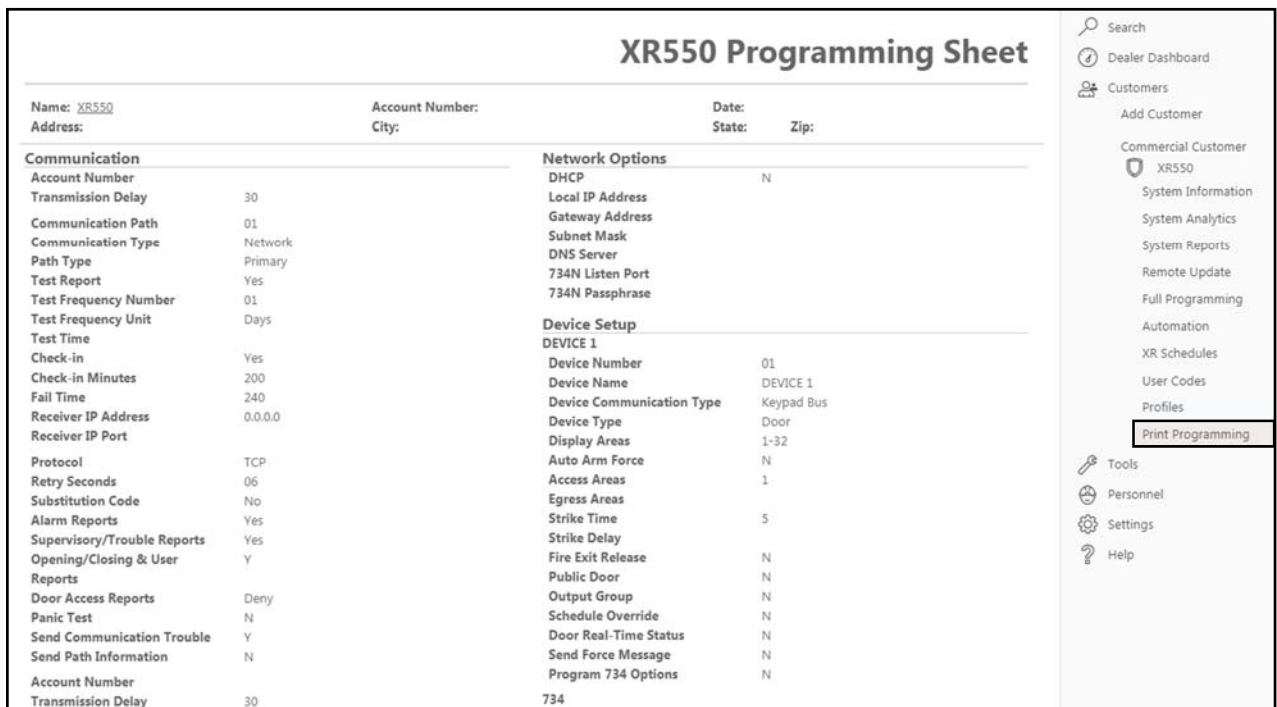 XR550 Programming Sheet
Name: XR550 Account Number: Date:
Address: City: State: Zip:
Communication
Account Number
Transmission Delay 30
Communication Path 01
Communication Type Network
Path Type Primary
Test Report Yes
Test Frequency Number 01
Test Frequency Unit Days
Test Time
Check-in Yes
Check-in Minutes 200
Fail Time 240
Receiver IP Address 0.0.0.0
Receiver IP Port
Protocol TCP
Retry Seconds 06
Substitution Code No
Alarm Reports Yes
Supervisory/Trouble Reports Yes
Opening/Closing & User Y
Reports
Door Access Reports Deny
Panic Test N
Send Communication Trouble Y
Send Path Information N
Account Number
Transmission Delay 30
Network Options
DHCP N
Local IP Address
Gateway Address
Subnet Mask
DNS Server
734N Listen Port
734N Passphrase
Device Setup
DEVICE 1
Device Number 01
Device Name DEVICE 1
Device Communication Type Keypad Bus
Device Type Door
Display Areas 1-32
Auto Arm Force N
Access Areas 1
Egress Areas
Strike Time 5
Strike Delay
Fire Exit Release N
Public Door N
Output Group N
Schedule Override N
Door Real-Time Status N
Send Force Message N
Program 734 Options N
734
Search
Dealer Dashboard
Customers
Add Customer
Commercial Customer
XR550
System Information
System Analytics
System Reports
Remote Update
Full Programming
Automation
XR Schedules
User Codes
Profiles
Print Programming
Tools
Personnel
Settings
Help